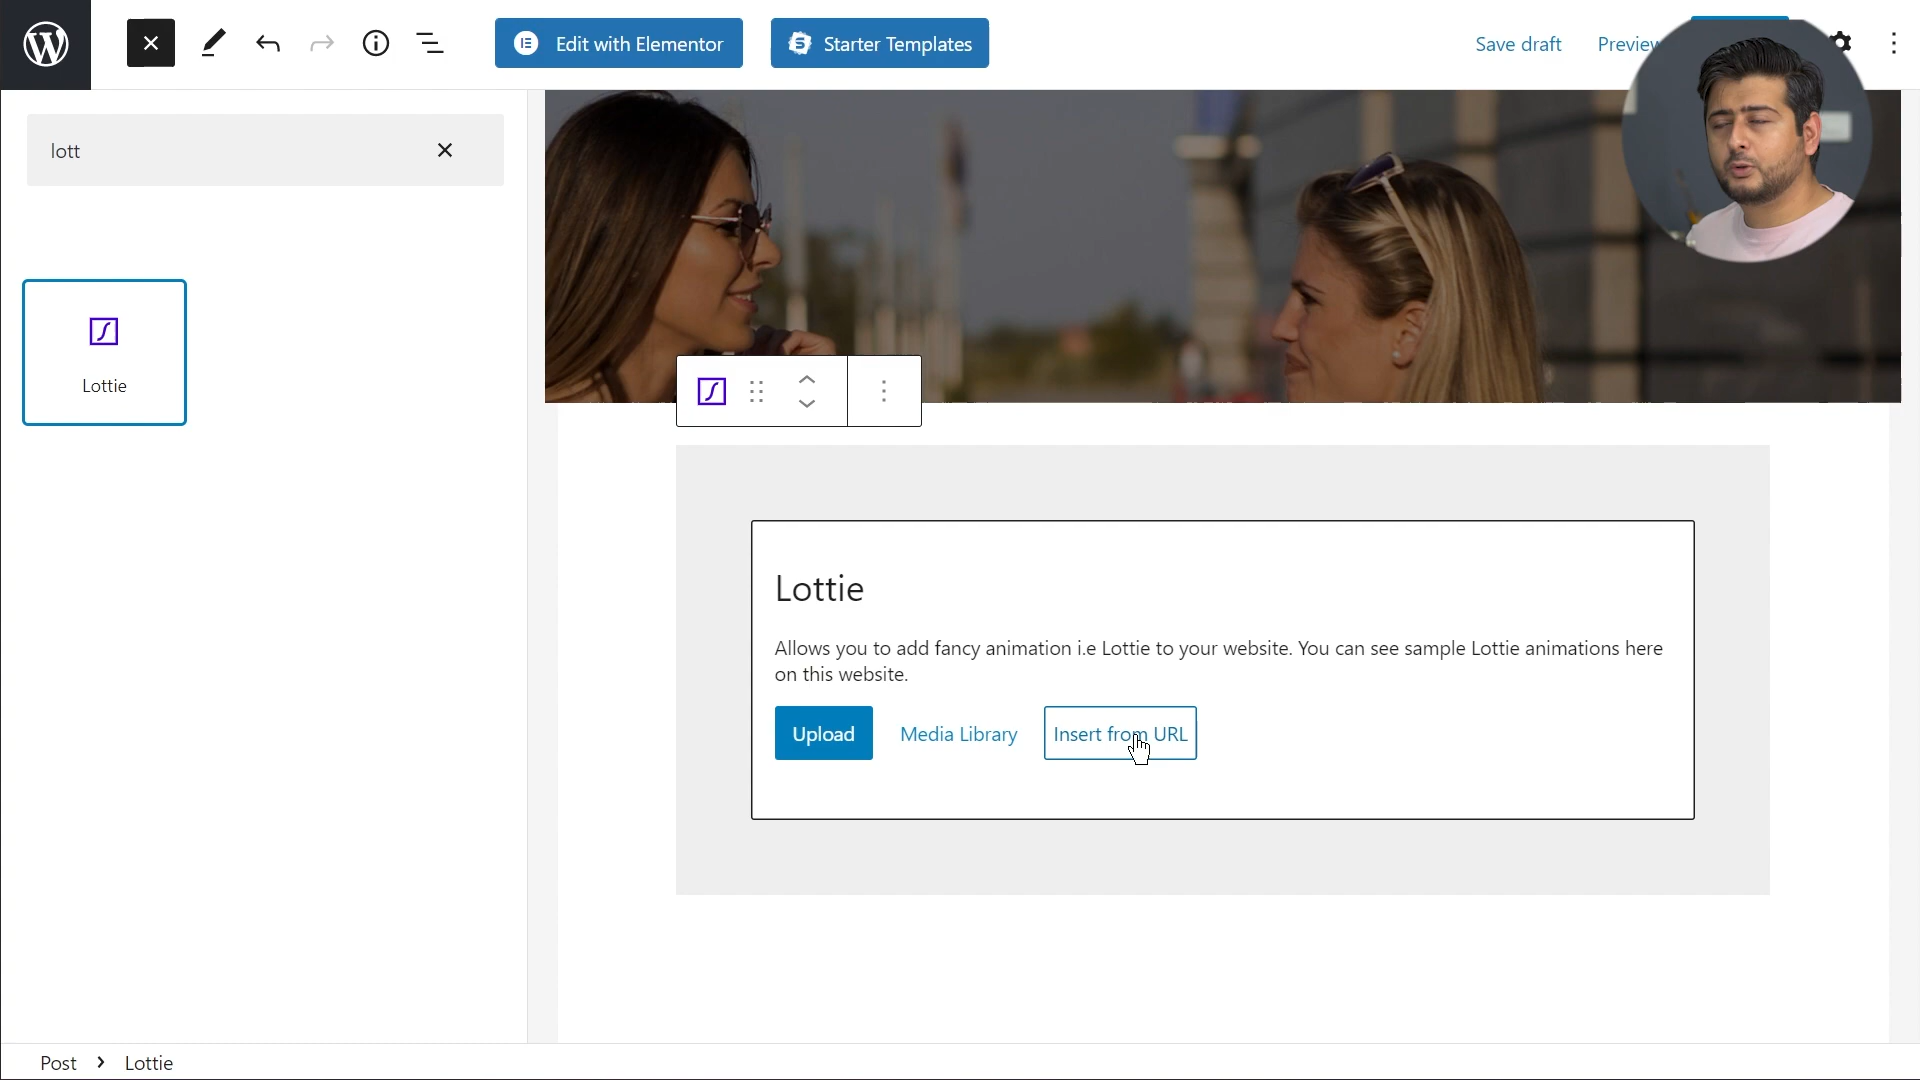 Edit with Elementor
Starter Templates
Save draft
Preview
lott
Lottie
Lottie
Allows you to add fancy animation i.e Lottie to your website. You can see sample Lottie animations here
on this website.
Upload
Media Library
Insert from URL
Post
Lottie